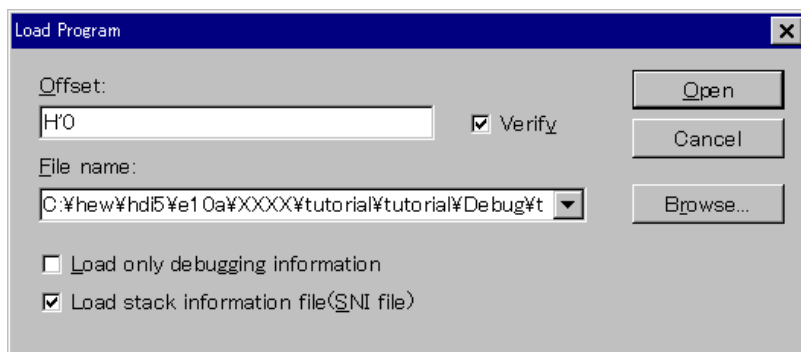 Load Program
Offset:
H'0
Verify
Open
Cancel
File name:
C:¥hew¥hdi5¥e10a¥XXXX¥tutorial¥tutorial¥Debug¥t
Browse...
Load only debugging information
Load stack information file(SNI file)